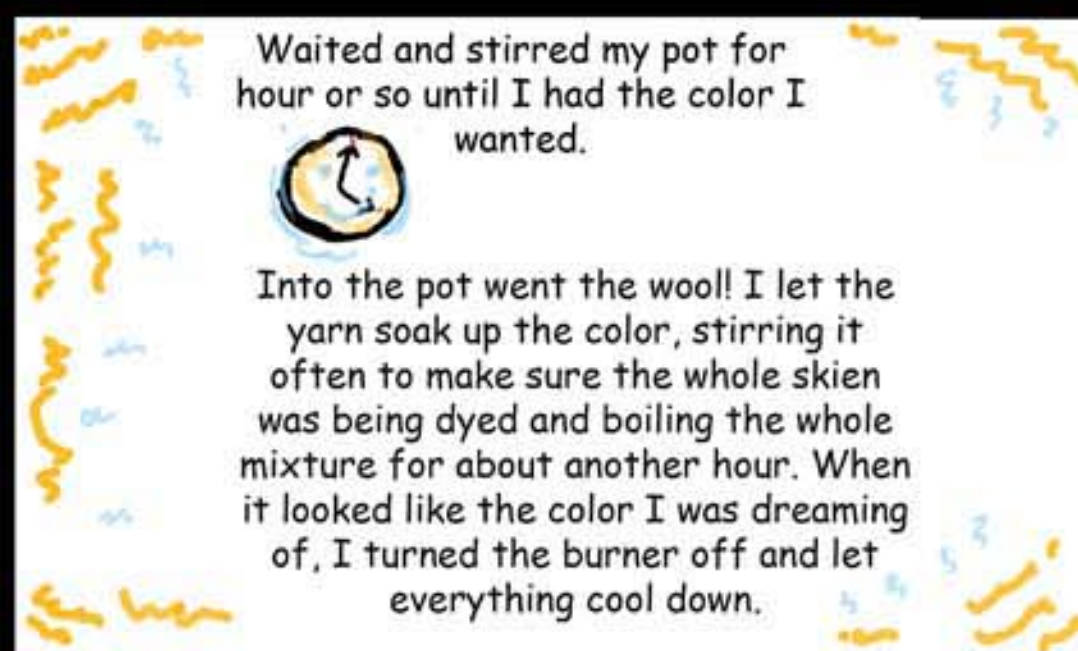 Waited and stirred my pot for
hour or so until I had the color I
wanted.
Into the pot went the wool! I let the
yarn soak up the color, stirring it
often to make sure the whole skien
was being dyed and boiling the whole
mixture for about another hour. When
it looked like the color I was dreaming
of, I turned the burner off and let
everything cool down.